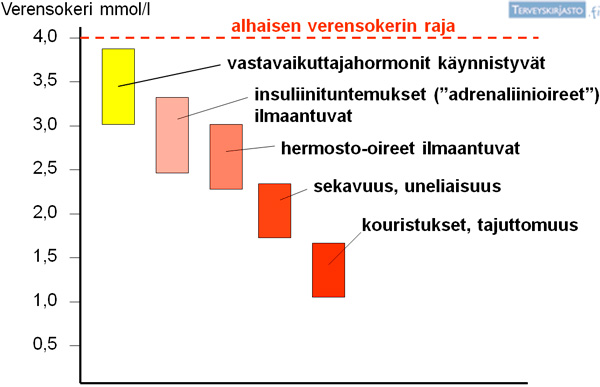 Verensokeri mmol/l
TERVEYSKIRJASTO.fi
alhaisen verensokerin raja
4,0
vastavaikuttajahormonit käynnistyvät
3,5
insuliinituntemukset (”adrenaliinioireet”)
ilmaantuvat
3,0
hermosto-oireet ilmaantuvat
2,5
sekavuus, uneliaisuus
2,0
kouristukset, tajuttomuus
1,5
1,0
0,5